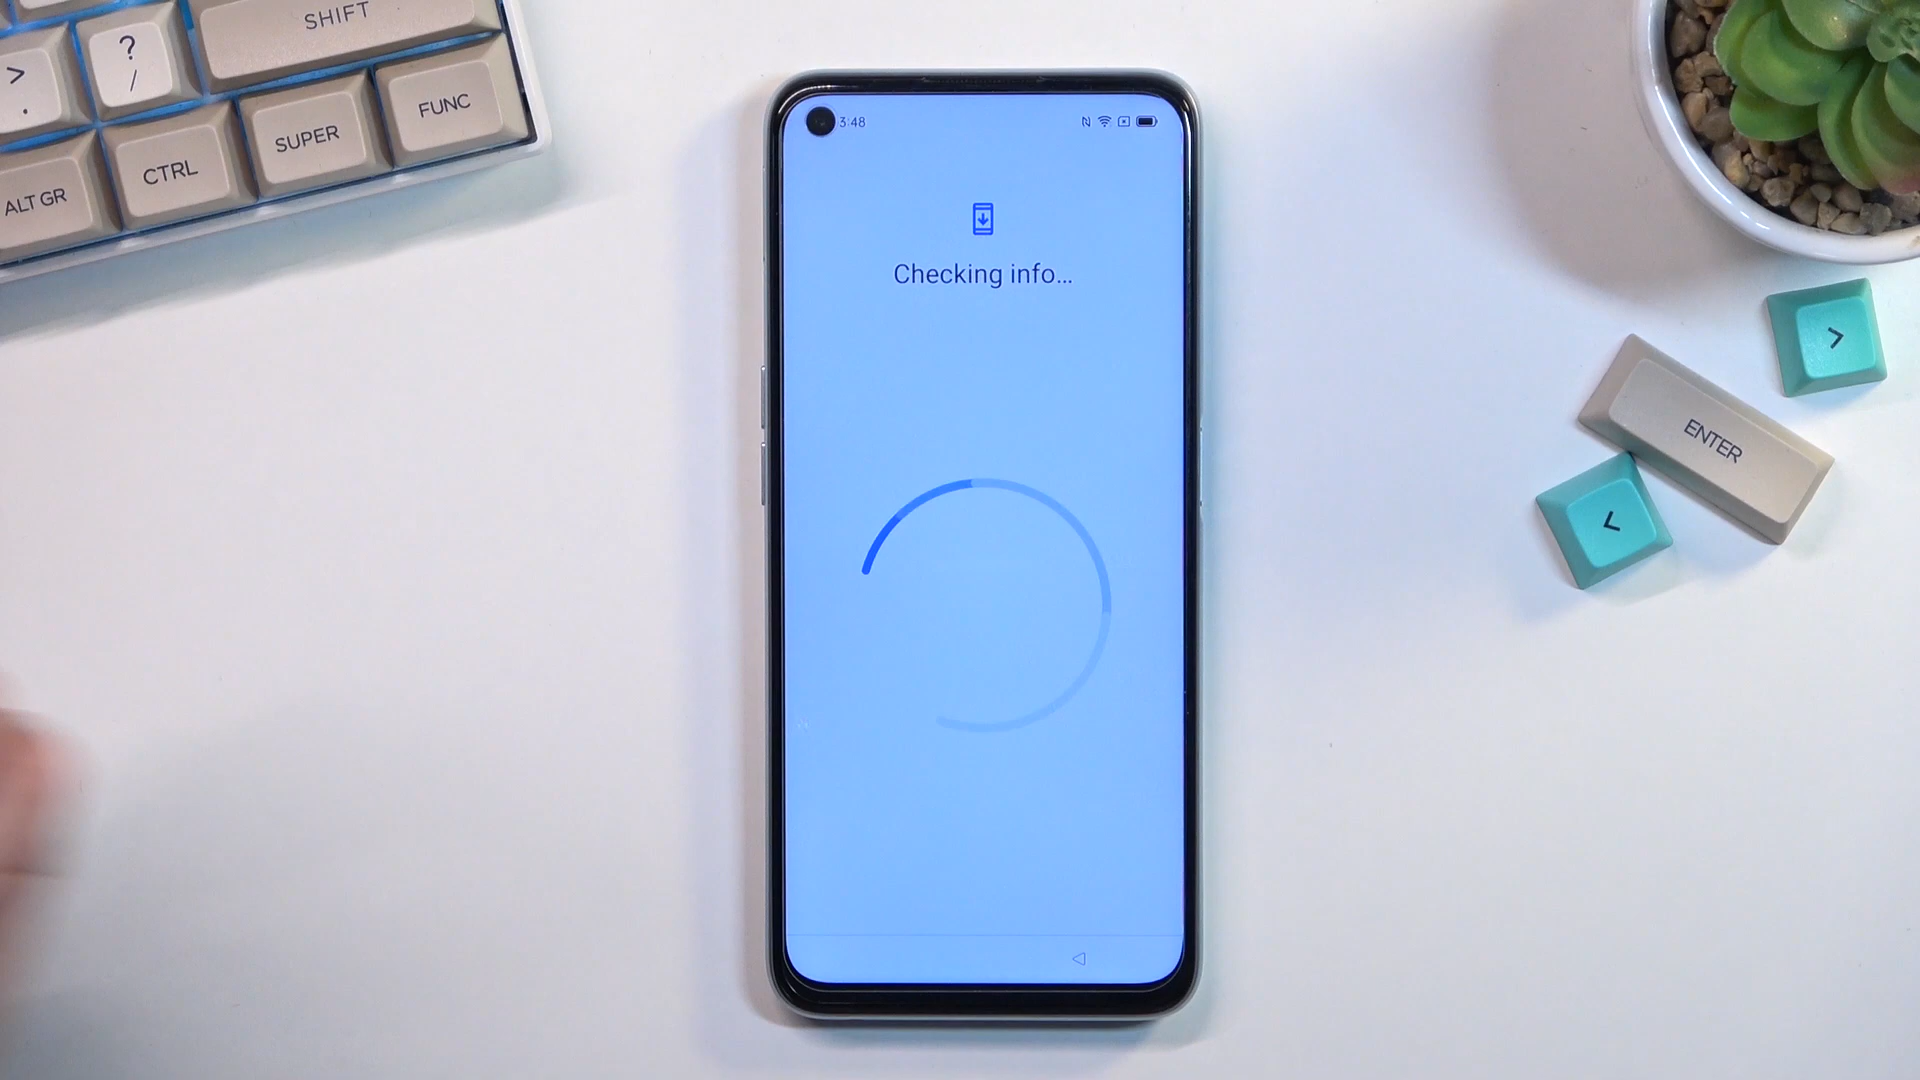 SHIFT
?
>
/
.
FUNC
SUPER
CTRL
ALT GR
3:48
Checking info...
>
ENTER
<